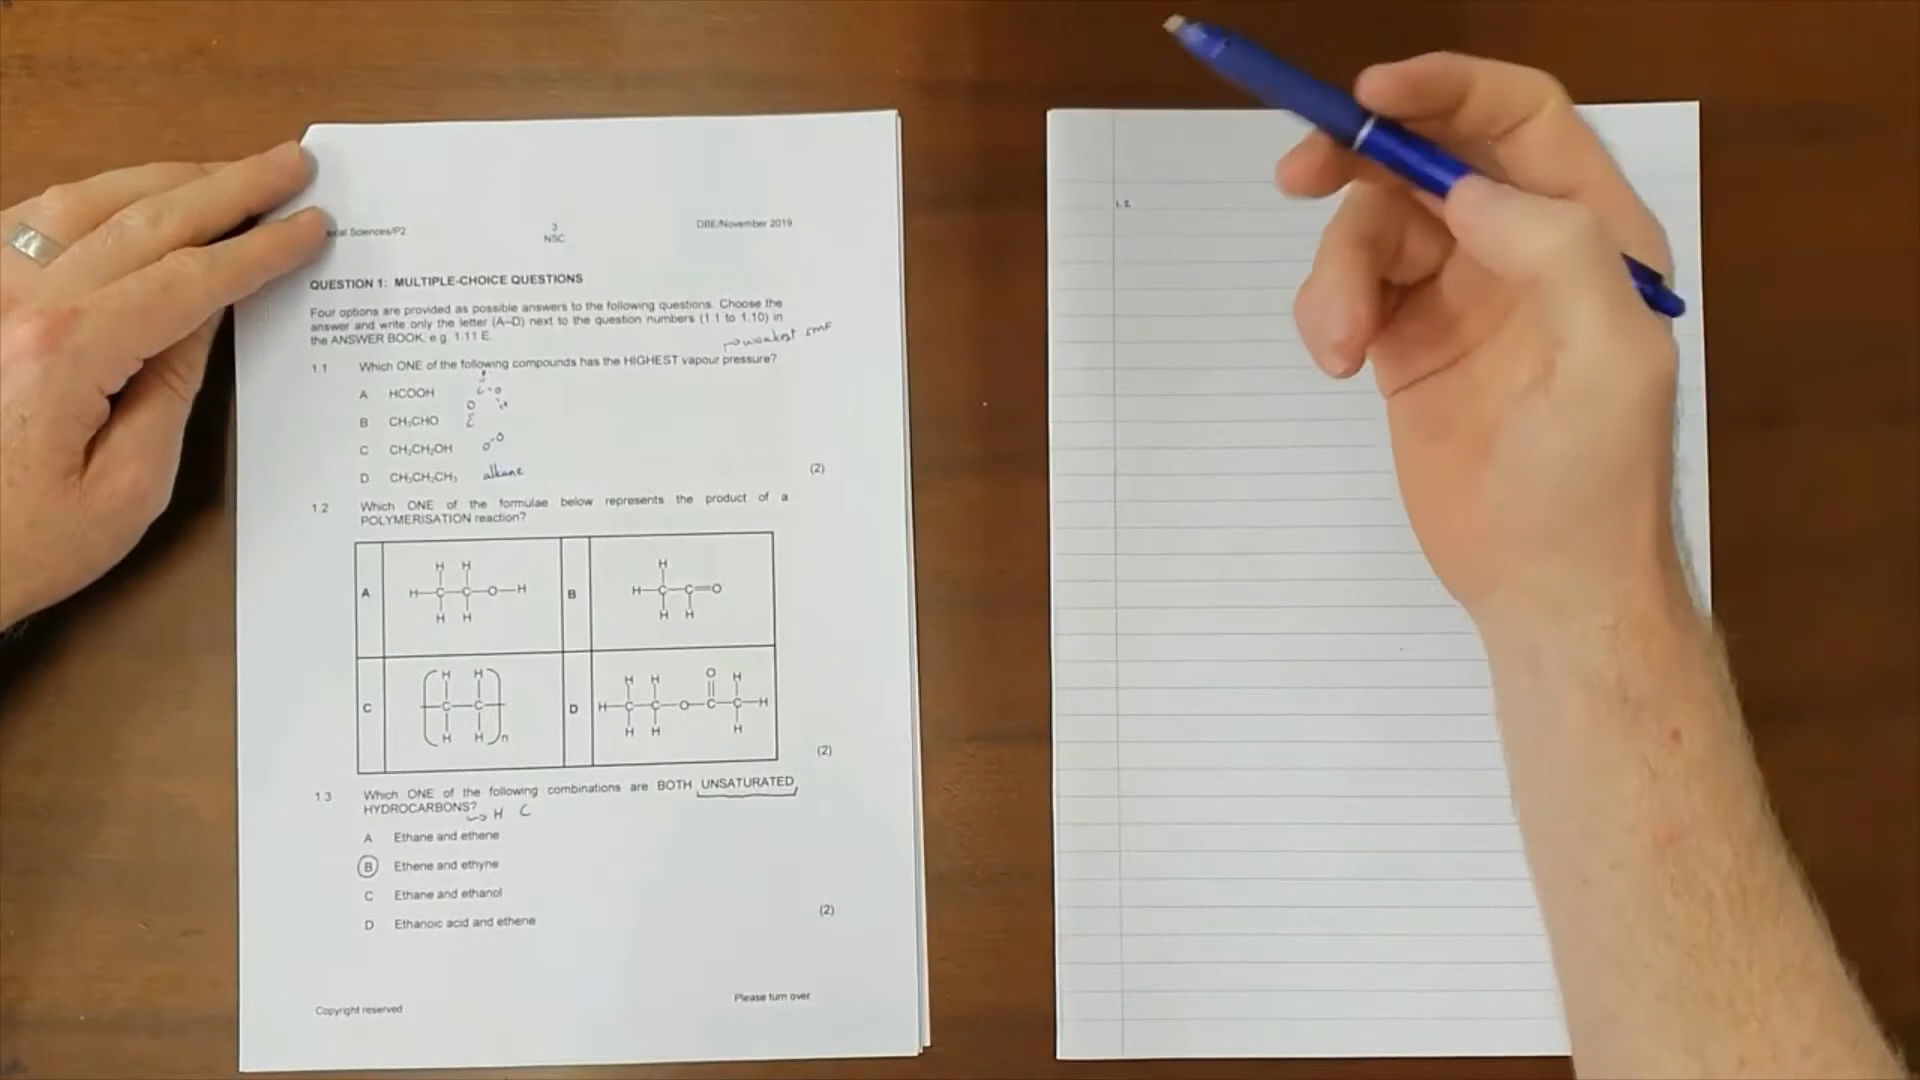 ical Sciences/P2
3
NSC
DBE/November 2019
QUESTION 1: MULTIPLE-CHOICE QUESTIONS
Four options are provided as possible answers to the following questions. Choose the
answer and write only the letter (A–D) next to the question numbers (1.1 to 1.10) in
the ANSWER BOOK, e.g. 1.11 E.
weakest IMF
1.1 Which ONE of the following compounds has the HIGHEST vapour pressure?
A HCOOH
B CH₃CHO
C CH₃CH₂OH
D CH₃CH₂CH₃ alkane
(2)
1.2 Which ONE of the formulae below represents the product of a
POLYMERISATION reaction?
A
H H
H—C—C—O—H
H H
B
H
H—C—C=O
H H
C
H H
C—C
H H n
D
H H O H
H—C—C—O—C—C—H
H H H
(2)
1.3 Which ONE of the following combinations are BOTH UNSATURATED
HYDROCARBONS?
H C
A Ethane and ethene
B Ethene and ethyne
C Ethane and ethanol
D Ethanoic acid and ethene
(2)
Copyright reserved
Please turn over